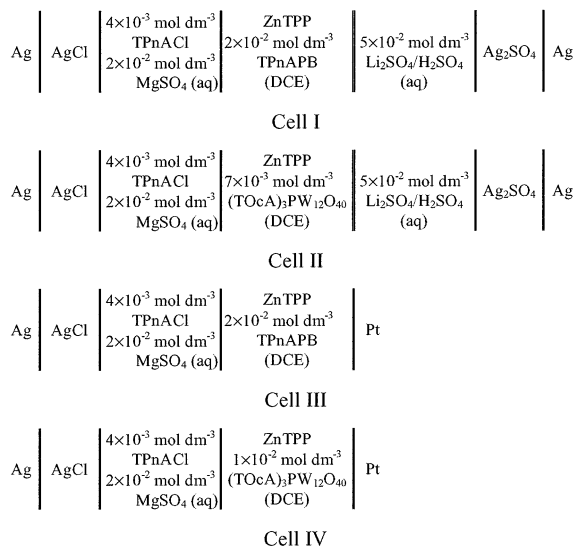 4×10⁻³ mol dm⁻³ ZnTPP
TPnACl 2×10⁻² mol dm⁻³ 5×10⁻² mol dm⁻³
Ag AgCl 2×10⁻² mol dm⁻³ TPnAPB Li₂SO₄/H₂SO₄ Ag₂SO₄ Ag
MgSO₄ (aq) (DCE) (aq)
Cell I
4×10⁻³ mol dm⁻³ ZnTPP
TPnACl 7×10⁻³ mol dm⁻³ 5×10⁻² mol dm⁻³
Ag AgCl 2×10⁻² mol dm⁻³ (TOcA)₃PW₁₂O₄₀ Li₂SO₄/H₂SO₄ Ag₂SO₄ Ag
MgSO₄ (aq) (DCE) (aq)
Cell II
4×10⁻³ mol dm⁻³ ZnTPP
TPnACl 2×10⁻² mol dm⁻³
Ag AgCl 2×10⁻² mol dm⁻³ TPnAPB Pt
MgSO₄ (aq) (DCE)
Cell III
4×10⁻³ mol dm⁻³ ZnTPP
TPnACl 1×10⁻² mol dm⁻³
Ag AgCl 2×10⁻² mol dm⁻³ (TOcA)₃PW₁₂O₄₀ Pt
MgSO₄ (aq) (DCE)
Cell IV